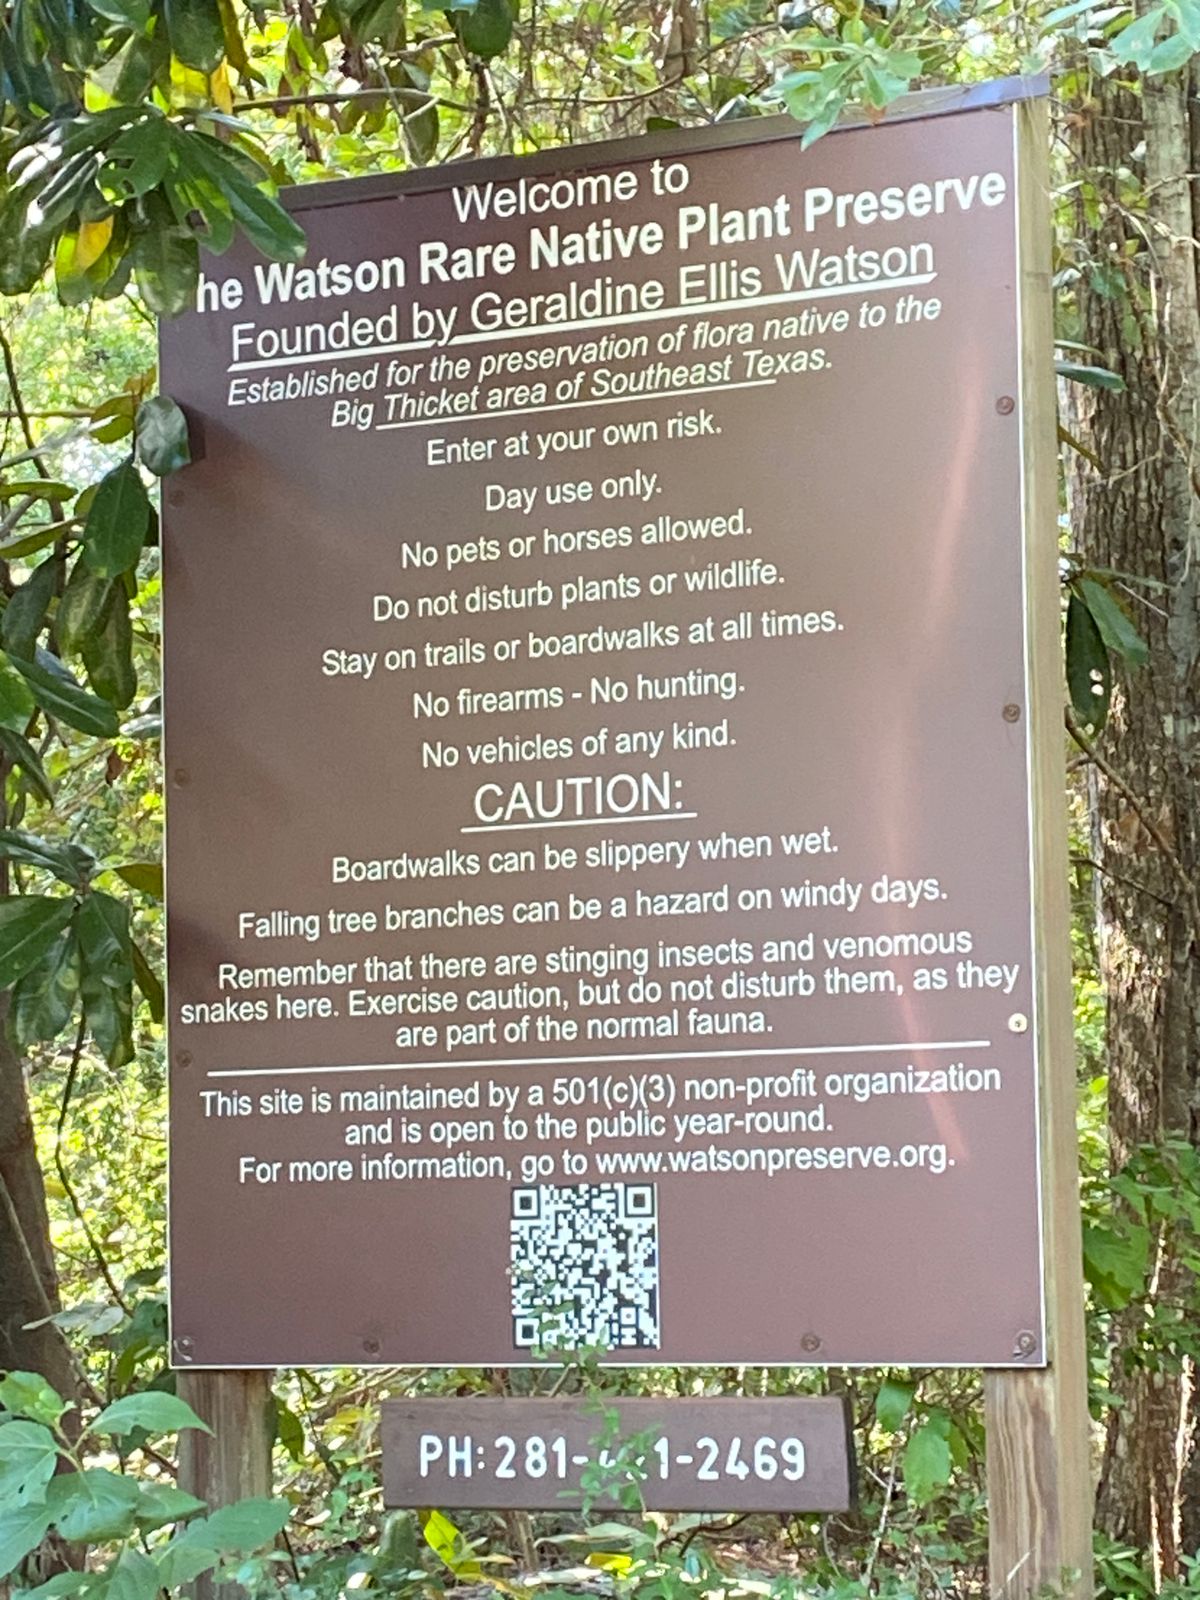 Welcome to
he Watson Rare Native Plant Preserve
Founded by Geraldine Ellis Watson
Established for the preservation of flora native to the
Big Thicket area of Southeast Texas.
Enter at your own risk.
Day use only.
No pets or horses allowed.
Do not disturb plants or wildlife.
Stay on trails or boardwalks at all times.
No firearms - No hunting.
No vehicles of any kind.
CAUTION:
Boardwalks can be slippery when wet.
Falling tree branches can be a hazard on windy days.
Remember that there are stinging insects and venomous
snakes here. Exercise caution, but do not disturb them, as they
are part of the normal fauna.
This site is maintained by a 501(c)(3) non-profit organization
and is open to the public year-round.
For more information, go to www.watsonpreserve.org.
PH: 281- 1-2469